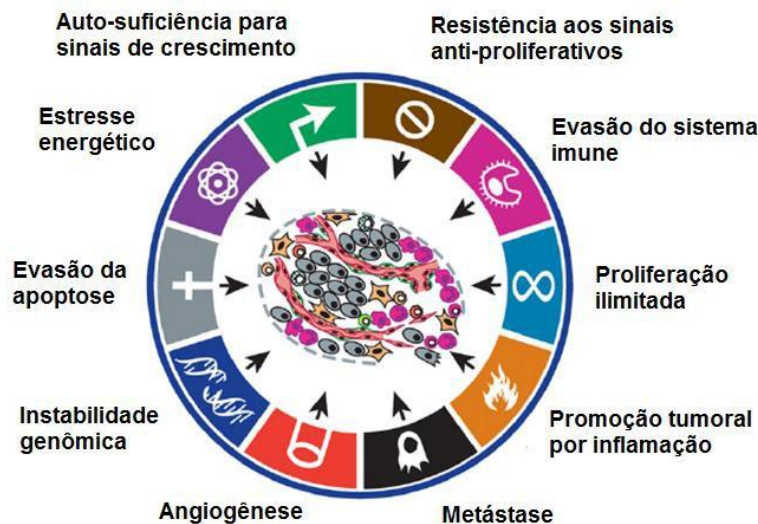 Auto-suficiência para
sinais de crescimento
Resistência aos sinais
anti-proliferativos
Estresse
energético
Evasão do sistema
imune
Evasão da
apoptose
Proliferação
ilimitada
Instabilidade
genômica
Promoção tumoral
por inflamação
Angiogênese
Metástase